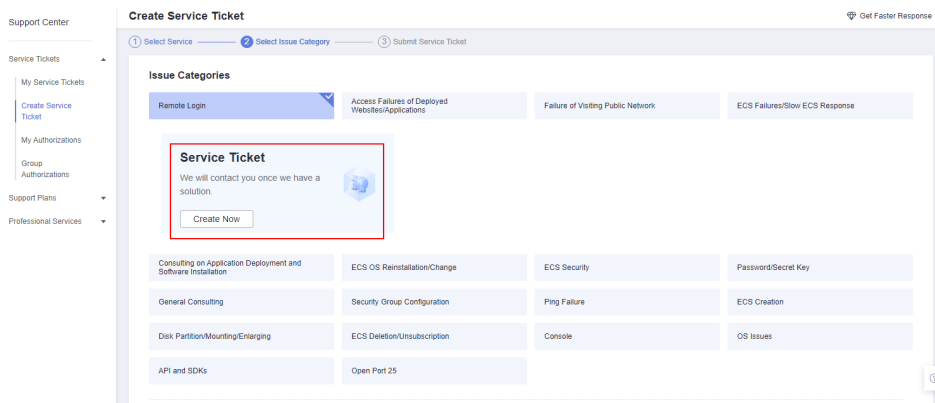 Support Center
Create Service Ticket
Get Faster Response
1 Select Service
2 Select Issue Category
3 Submit Service Ticket
Service Tickets
My Service Tickets
Create Service
Ticket
My Authorizations
Group
Authorizations
Support Plans
Professional Services
Issue Categories
Remote Login
Access Failures of Deployed
Websites/Applications
Failure of Visiting Public Network
ECS Failures/Slow ECS Response
Service Ticket
We will contact you once we have a
solution.
Create Now
Consulting on Application Deployment and
Software Installation
ECS OS Reinstallation/Change
ECS Security
Password/Secret Key
General Consulting
Security Group Configuration
Ping Failure
ECS Creation
Disk Partition/Mounting/Enlarging
ECS Deletion/Unsubscription
Console
OS Issues
API and SDKs
Open Port 25